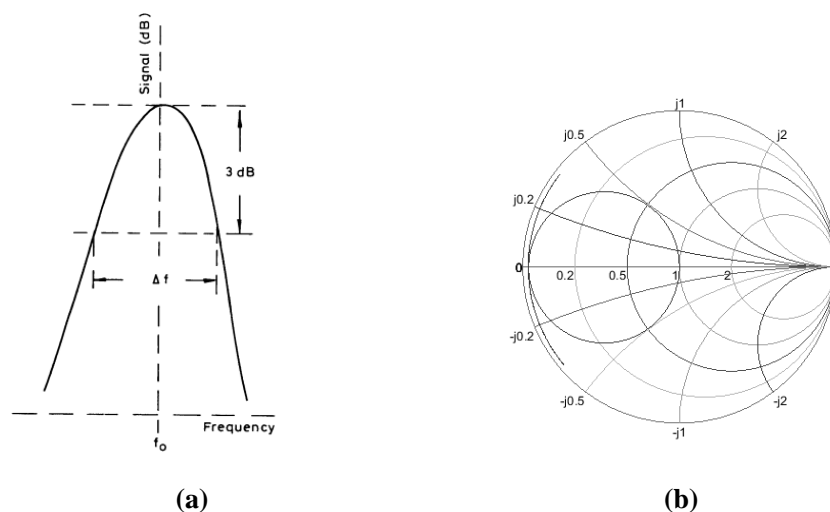 Signal (dB)
3 dB
Δ f
Frequency
f₀
(a)
j1
j0.5
j2
j0.2
0
0.2
0.5
1
2
-j0.2
-j0.5
-j2
-j1
(b)